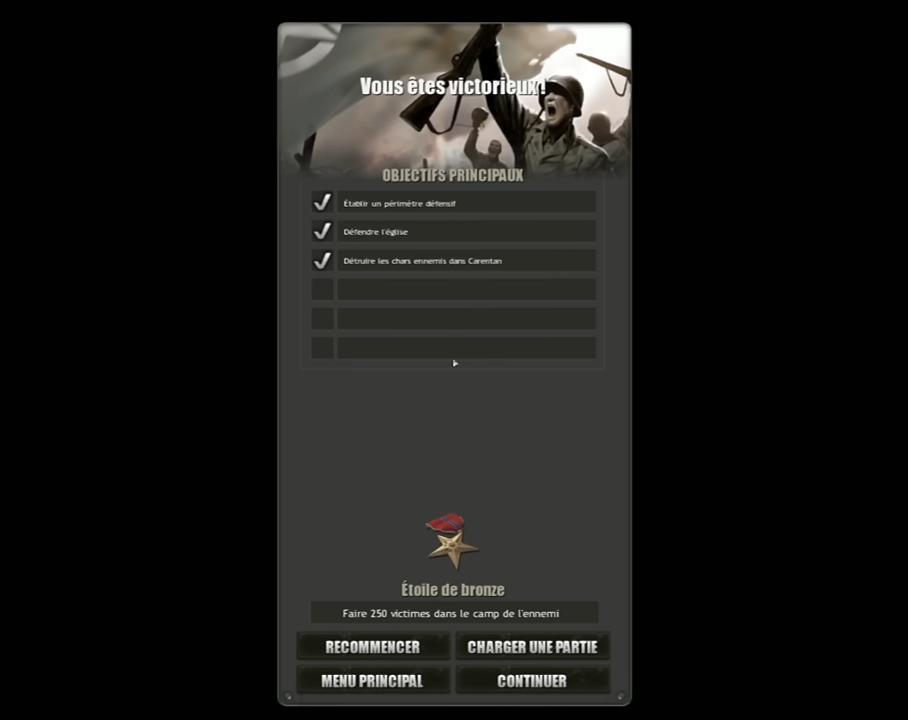 Vous êtes victorieux !
OBJECTIFS PRINCIPAUX
Établir un périmètre défensif
Défendre l'église
Détruire les chars ennemis dans Carentan
Étoile de bronze
Faire 250 victimes dans le camp de l'ennemi
RECOMMENCER
CHARGER UNE PARTIE
MENU PRINCIPAL
CONTINUER